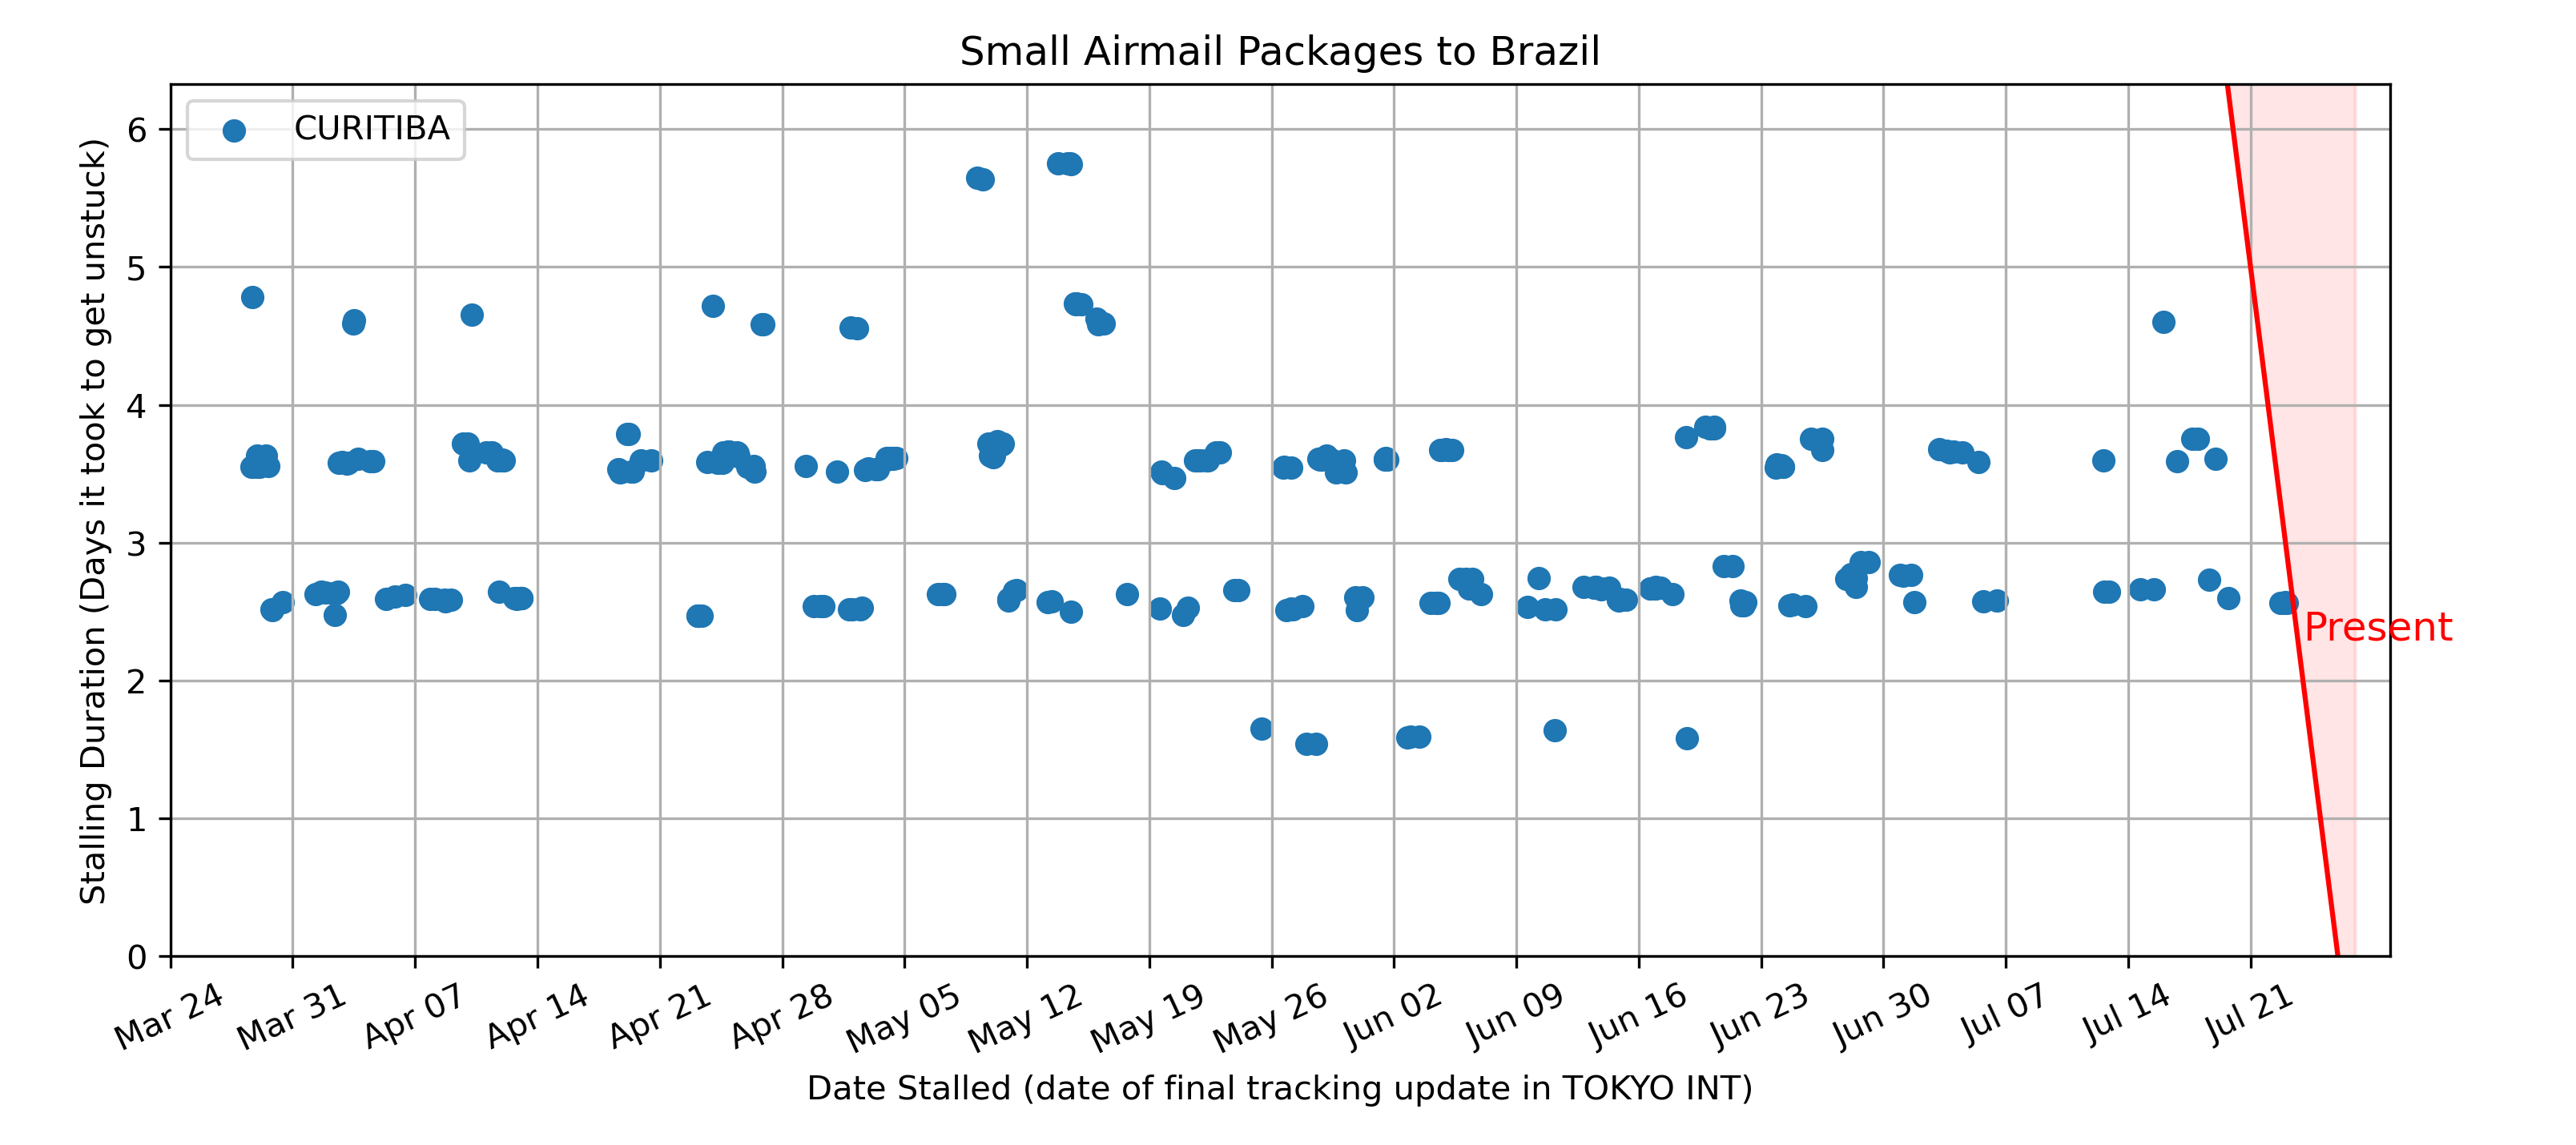 Small Airmail Packages to Brazil
CURITIBA
Stalling Duration (Days it took to get unstuck)
6
5
4
3
2
1
0
Present
Mar 24
Mar 31
Apr 07
Apr 14
Apr 21
Apr 28
May 05
May 12
May 19
May 26
Jun 02
Jun 09
Jun 16
Jun 23
Jun 30
Jul 07
Jul 14
Jul 21
Date Stalled (date of final tracking update in TOKYO INT)